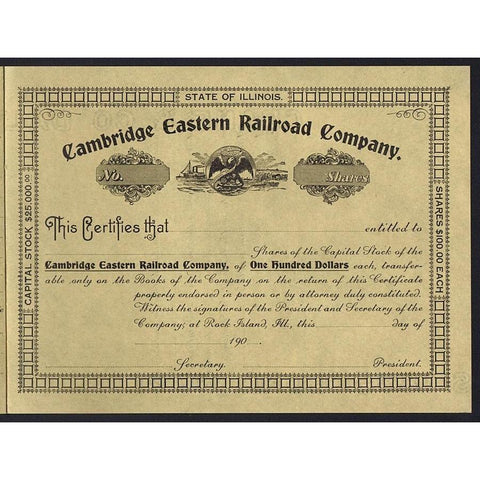 STATE OF ILLINOIS.
Cambridge Eastern Railroad Company.
No.
Shares
CAPITAL STOCK $25,000.00
SHARES $100.00 EACH
This Certifies that entitled to
Shares of the Capital Stock of the
Cambridge Eastern Railroad Company, of One Hundred Dollars each, transfer-
able only on the Books of the Company on the return of this Certificate
properly endorsed in person or by attorney duly constituted.
Witness the signatures of the President and Secretary of the
Company, at Rock Island, Ill., this day of
190
Secretary. President.